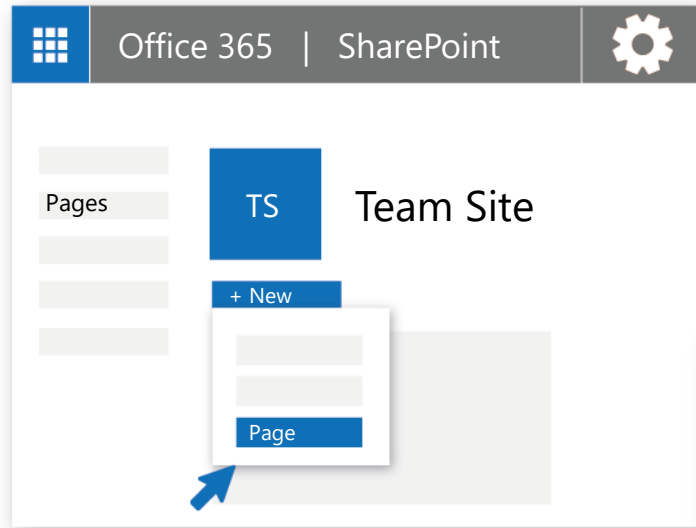 Office 365 | SharePoint
Pages
TS
Team Site
+ New
Page